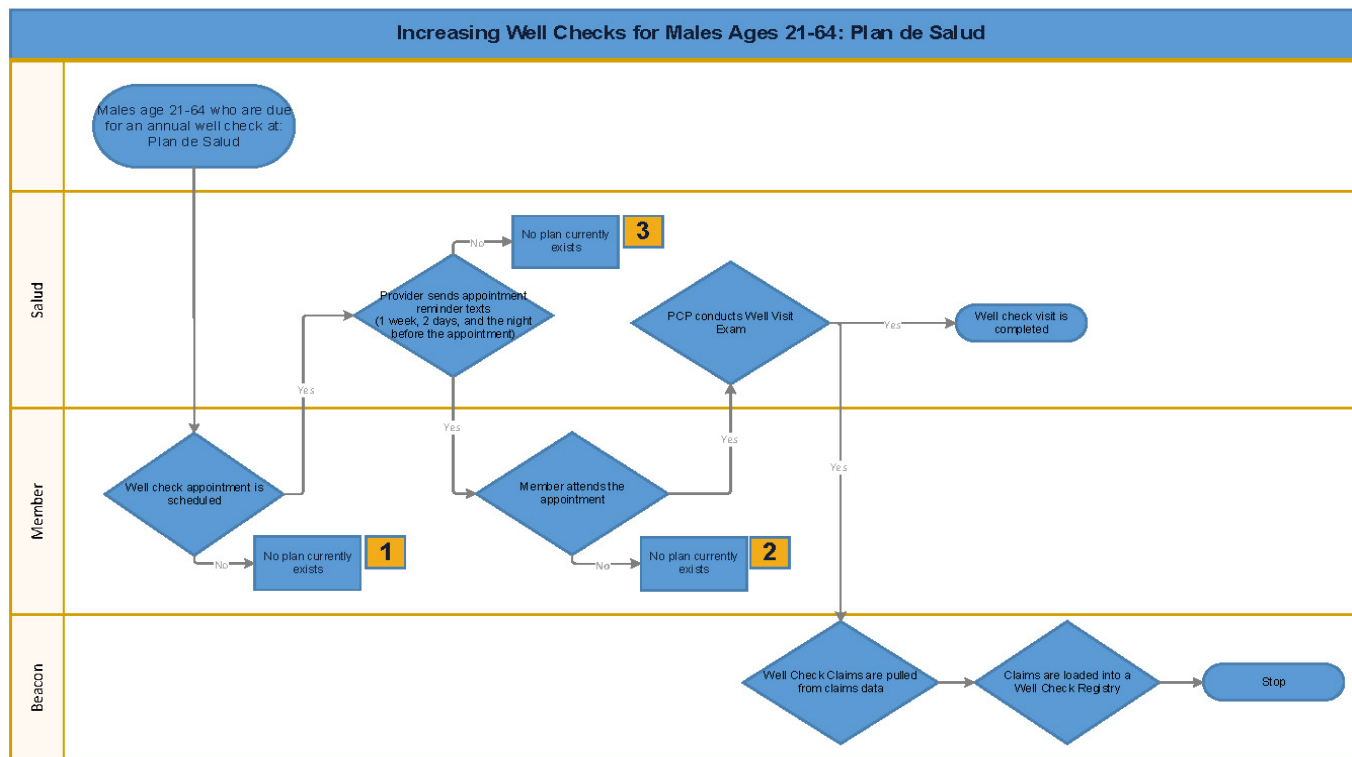 Increasing Well Checks for Males Ages 21-64: Plan de Salud
Males age 21-64 who are due
for an annual well check at:
Plan de Salud
Salud
No
No plan currently
exists
3
Provider sends appointment
reminder texts
(1 week, 2 days, and the night
before the appointment)
PCP conducts Well Visit
Exam
Yes
Well check visit is
completed
Yes
Yes
Yes
Yes
Member
Well check appointment is
scheduled
Member attends the
appointment
No
No plan currently
exists
1
No
No plan currently
exists
2
Beacon
Well Check Claims are pulled
from claims data
Claims are loaded into a
Well Check Registry
Stop